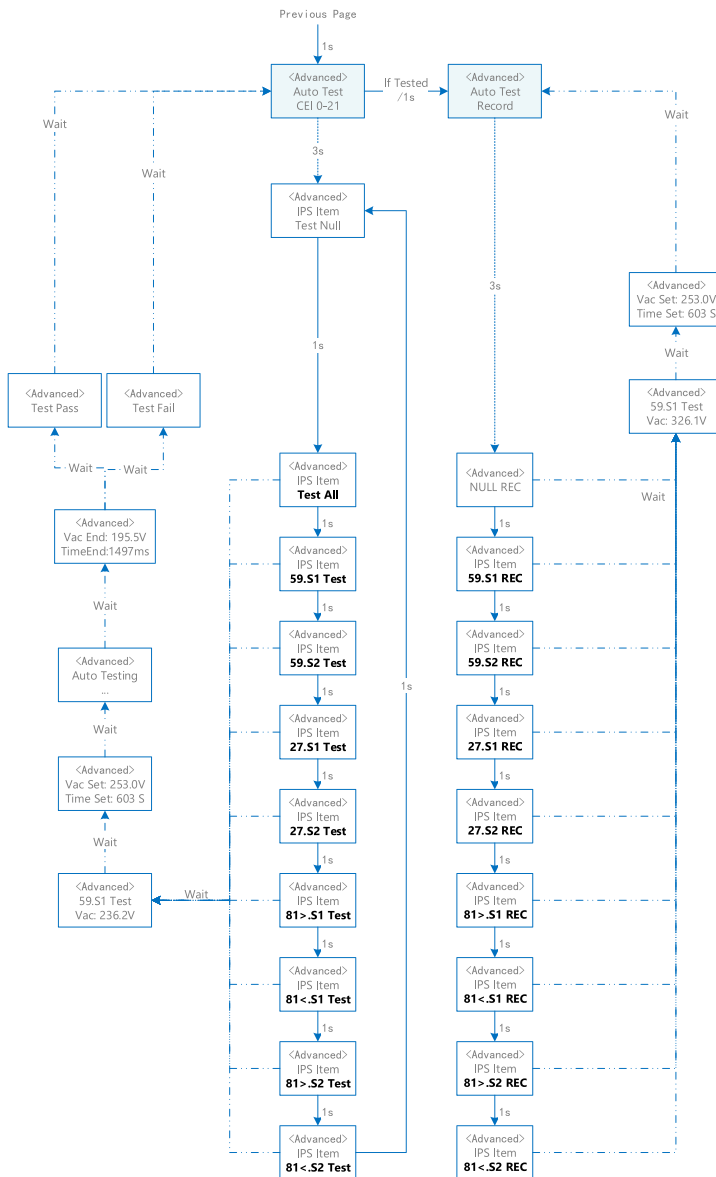 Previous Page
1s
<Advanced>
Auto Test
CEI 0-21
If Tested
/1s
<Advanced>
Auto Test
Record
Wait
Wait
Wait
3s
<Advanced>
IPS Item
Test Null
3s
1s
<Advanced>
Vac Set: 253.0V
Time Set: 603 S
Wait
<Advanced>
Test Pass
<Advanced>
Test Fail
<Advanced>
59.S1 Test
Vac: 326.1V
Wait
Wait
<Advanced>
IPS Item
Test All
<Advanced>
NULL REC
Wait
<Advanced>
Vac End: 195.5V
TimeEnd:1497ms
1s
1s
<Advanced>
IPS Item
59.S1 Test
<Advanced>
IPS Item
59.S1 REC
Wait
1s
1s
<Advanced>
Auto Testing
...
<Advanced>
IPS Item
59.S2 Test
<Advanced>
IPS Item
59.S2 REC
1s
1s
1s
Wait
<Advanced>
IPS Item
27.S1 Test
<Advanced>
IPS Item
27.S1 REC
<Advanced>
Vac Set: 253.0V
Time Set: 603 S
1s
1s
<Advanced>
IPS Item
27.S2 Test
<Advanced>
IPS Item
27.S2 REC
Wait
1s
1s
<Advanced>
59.S1 Test
Vac: 236.2V
Wait
<Advanced>
IPS Item
81>.S1 Test
<Advanced>
IPS Item
81>.S1 REC
1s
1s
<Advanced>
IPS Item
81<.S1 Test
<Advanced>
IPS Item
81<.S1 REC
1s
1s
<Advanced>
IPS Item
81>.S2 Test
<Advanced>
IPS Item
81>.S2 REC
1s
1s
<Advanced>
IPS Item
81<.S2 Test
<Advanced>
IPS Item
81<.S2 REC